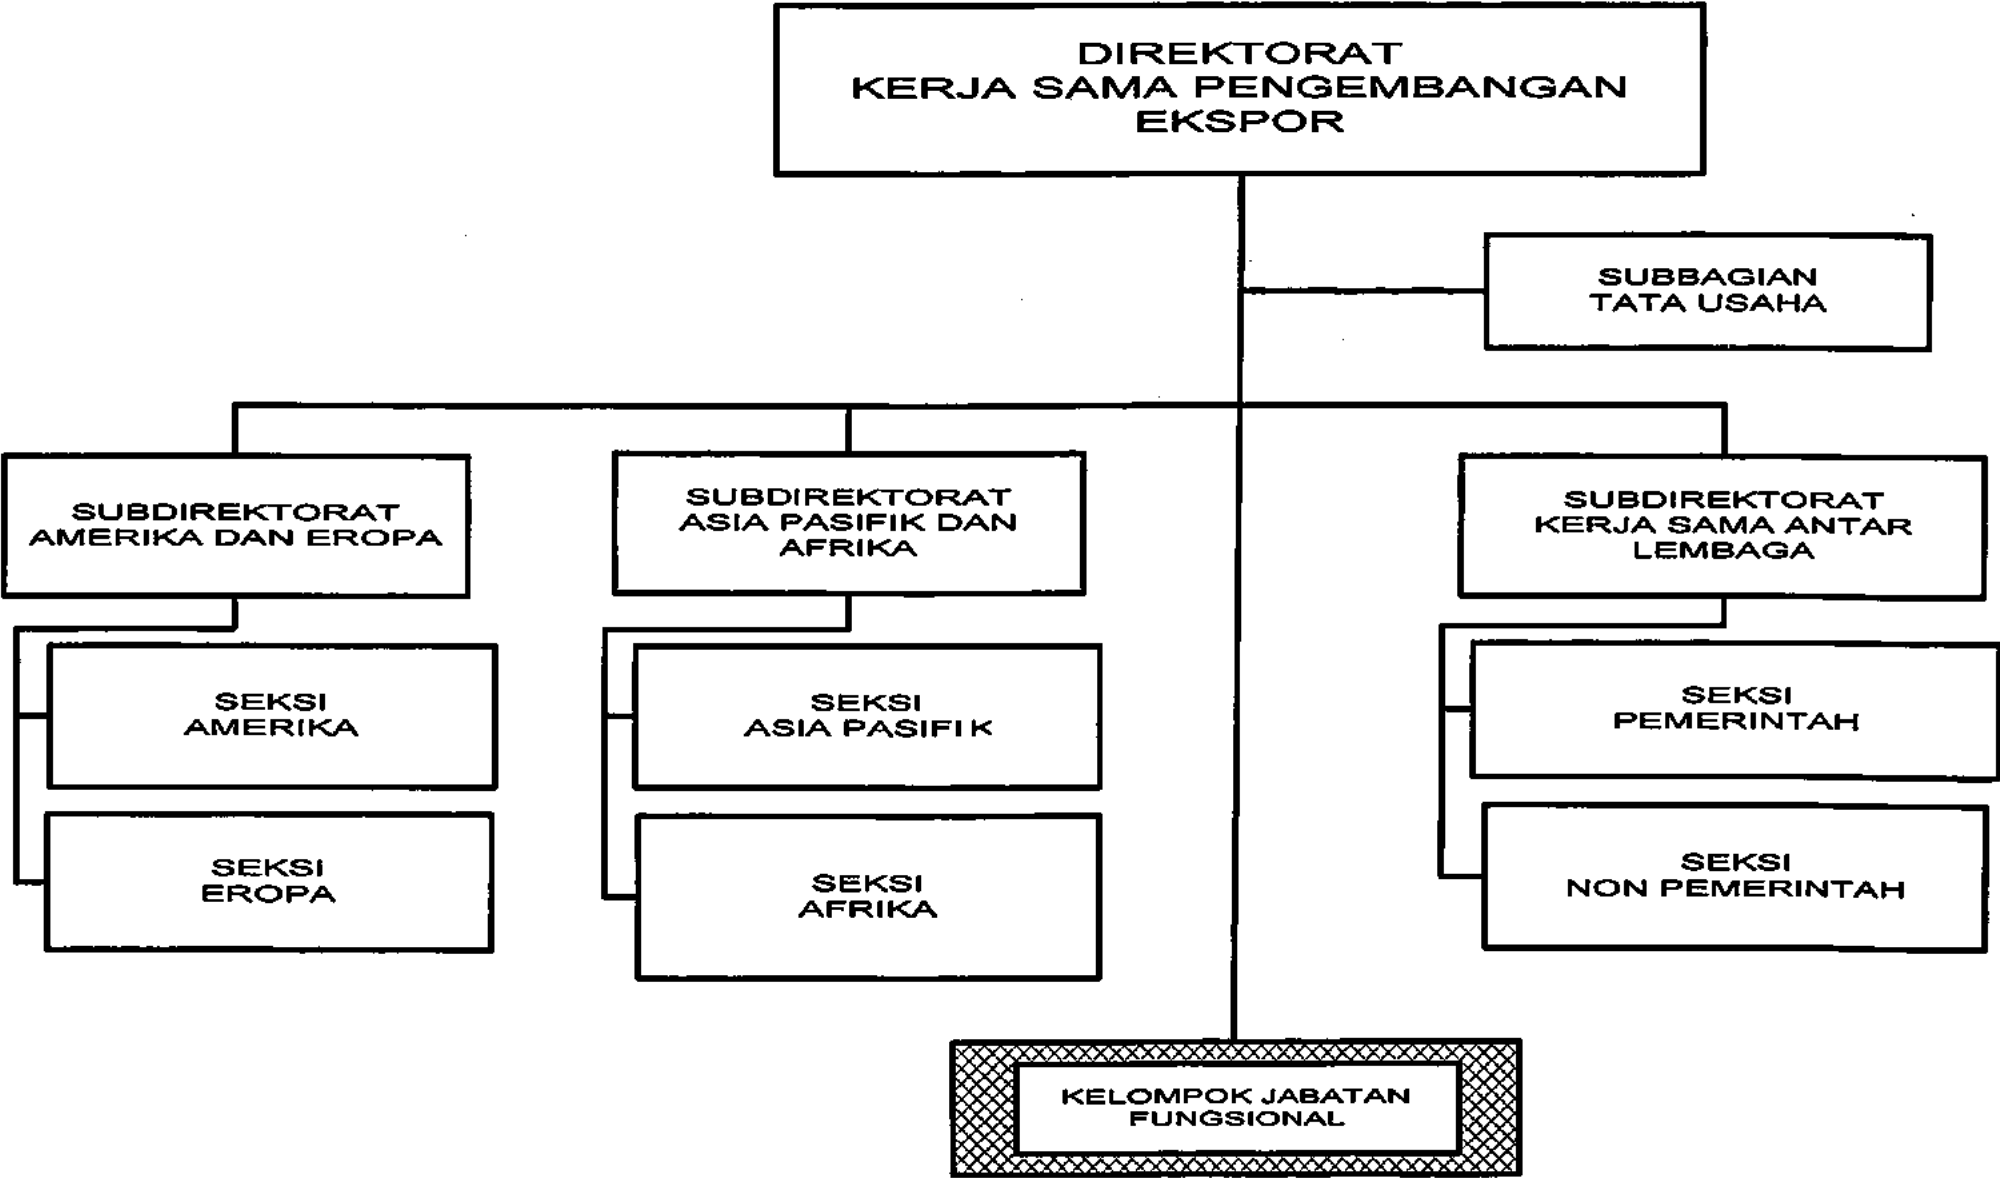 DIREKTORAT
KERJA SAMA PENGEMBANGAN
EKSPOR
SUBBAGIAN
TATA USAHA
SUBDIREKTORAT
AMERIKA DAN EROPA
SUBDIREKTORAT
ASIA PASIFIK DAN
AFRIKA
SUBDIREKTORAT
KERJA SAMA ANTAR
LEMBAGA
SEKSI
AMERIKA
SEKSI
ASIA PASIFIK
SEKSI
PEMERINTAH
SEKSI
EROPA
SEKSI
AFRIKA
SEKSI
NON PEMERINTAH
KELOMPOK JABATAN
FUNGSIONAL